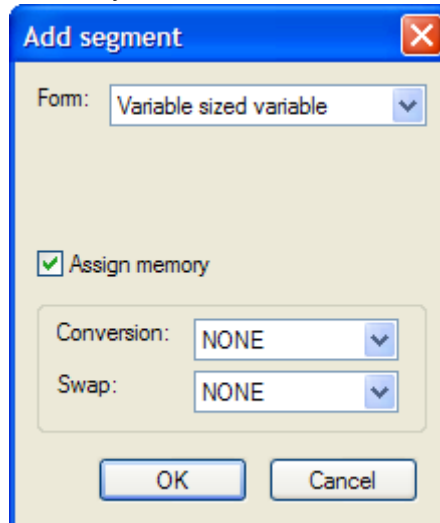 Add segment
Form: Variable sized variable
Assign memory
Conversion: NONE
Swap: NONE
OK Cancel